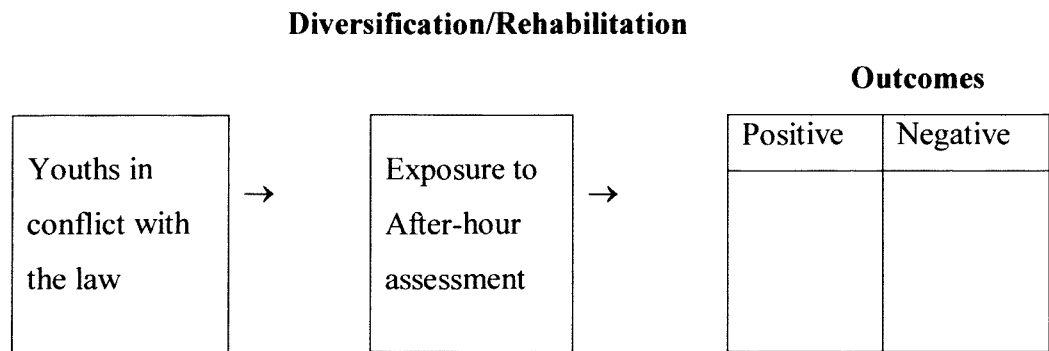 Diversification/Rehabilitation
Outcomes
Youths in
conflict with
the law
→
Exposure to
After-hour
assessment
→
Positive Negative